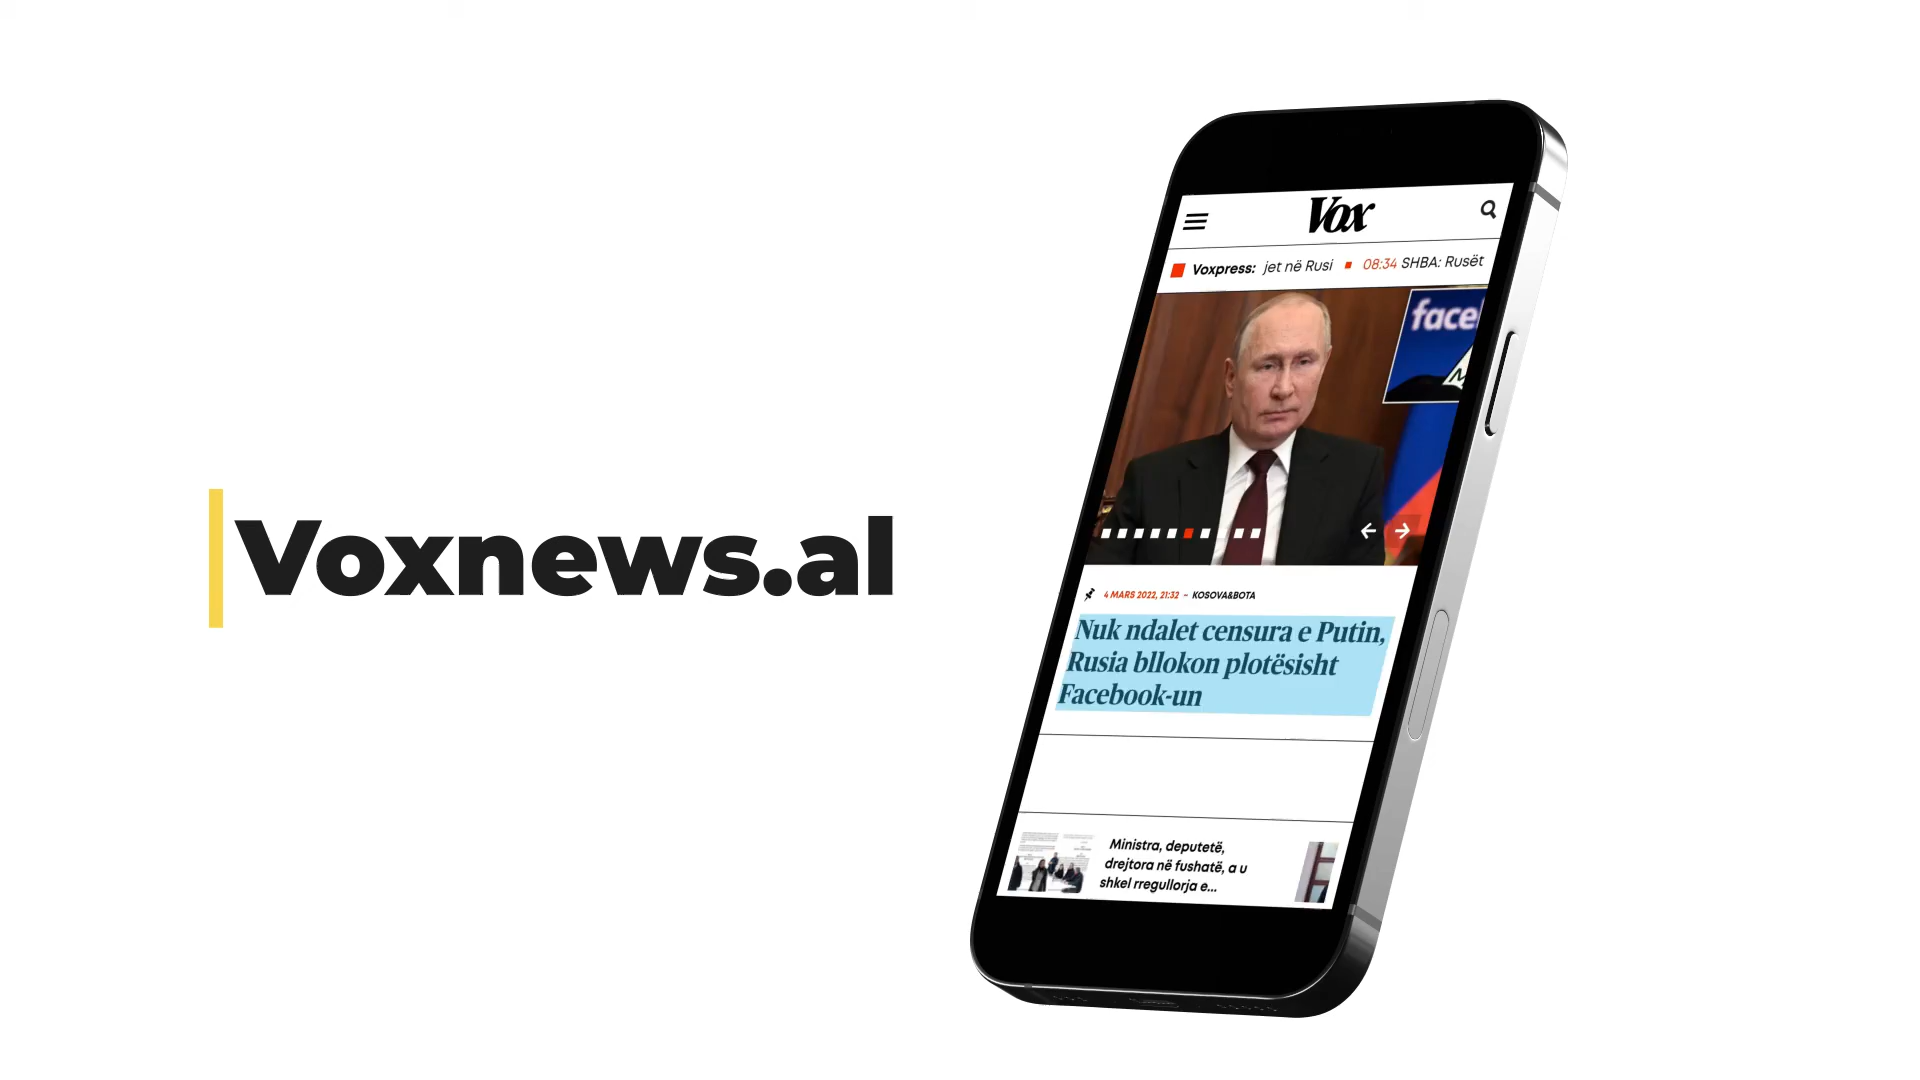 Voxnews.al
Vox
Voxpress: jet në Rusi 08:34 SHBA: Rusët
face
4 MARS 2022, 21:32 – KOSOVA&BOTA
Nuk ndalet censura e Putin,
Rusia bllokon plotësisht
Facebook-un
Ministra, deputetë,
drejtora në fushatë, a u
shkel rregullorja e...